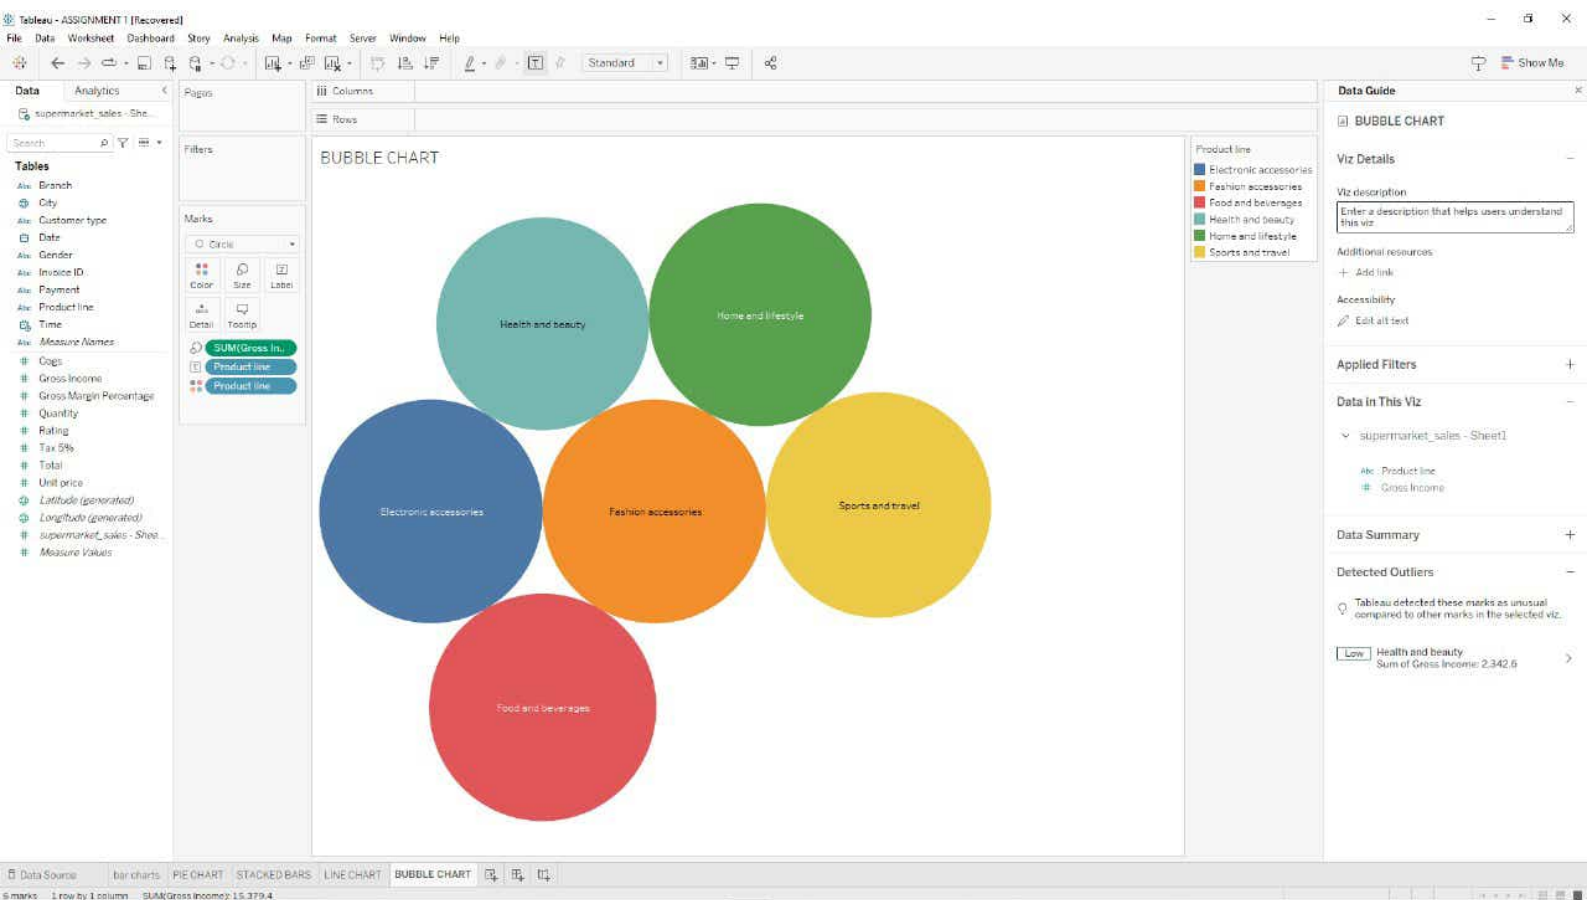 Tableau - ASSIGNMENT 1 [Recovered]
File Data Worksheet Dashboard Story Analysis Map Format Server Window Help
Standard
Show Me
Data Analytics
supermarket_sales - She...
Search
Tables
Abc Branch
City
Abc Customer type
Date
Abc Gender
Abc Invoice ID
Abc Payment
Abc Product line
Time
Abc Measure Names
# Cogs
# Gross Income
# Gross Margin Percentage
# Quantity
# Rating
# Tax 5%
# Total
# Unit price
Latitude (generated)
Longitude (generated)
# supermarket_sales - Shee...
# Measure Values
Pages
Filters
Marks
Circle
Color Size Label
Detail Tooltip
SUM(Gross In..
Product line
Product line
Columns
Rows
BUBBLE CHART
Health and beauty
Home and lifestyle
Electronic accessories
Fashion accessories
Sports and travel
Food and beverages
Product line
Electronic accessories
Fashion accessories
Food and beverages
Health and beauty
Home and lifestyle
Sports and travel
Data Guide
BUBBLE CHART
Viz Details
Viz description
Enter a description that helps users understand
this viz
Additional resources
+ Add link
Accessibility
Edit alt text
Applied Filters
Data in This Viz
supermarket_sales - Sheet1
Abc Product line
# Gross Income
Data Summary
Detected Outliers
Tableau detected these marks as unusual
compared to other marks in the selected viz.
Low Health and beauty
Sum of Gross Income: 2,342.6
Data Source bar charts PIE CHART STACKED BARS LINE CHART BUBBLE CHART
6 marks 1 row by 1 column SUM(Gross Income): 15,379.4